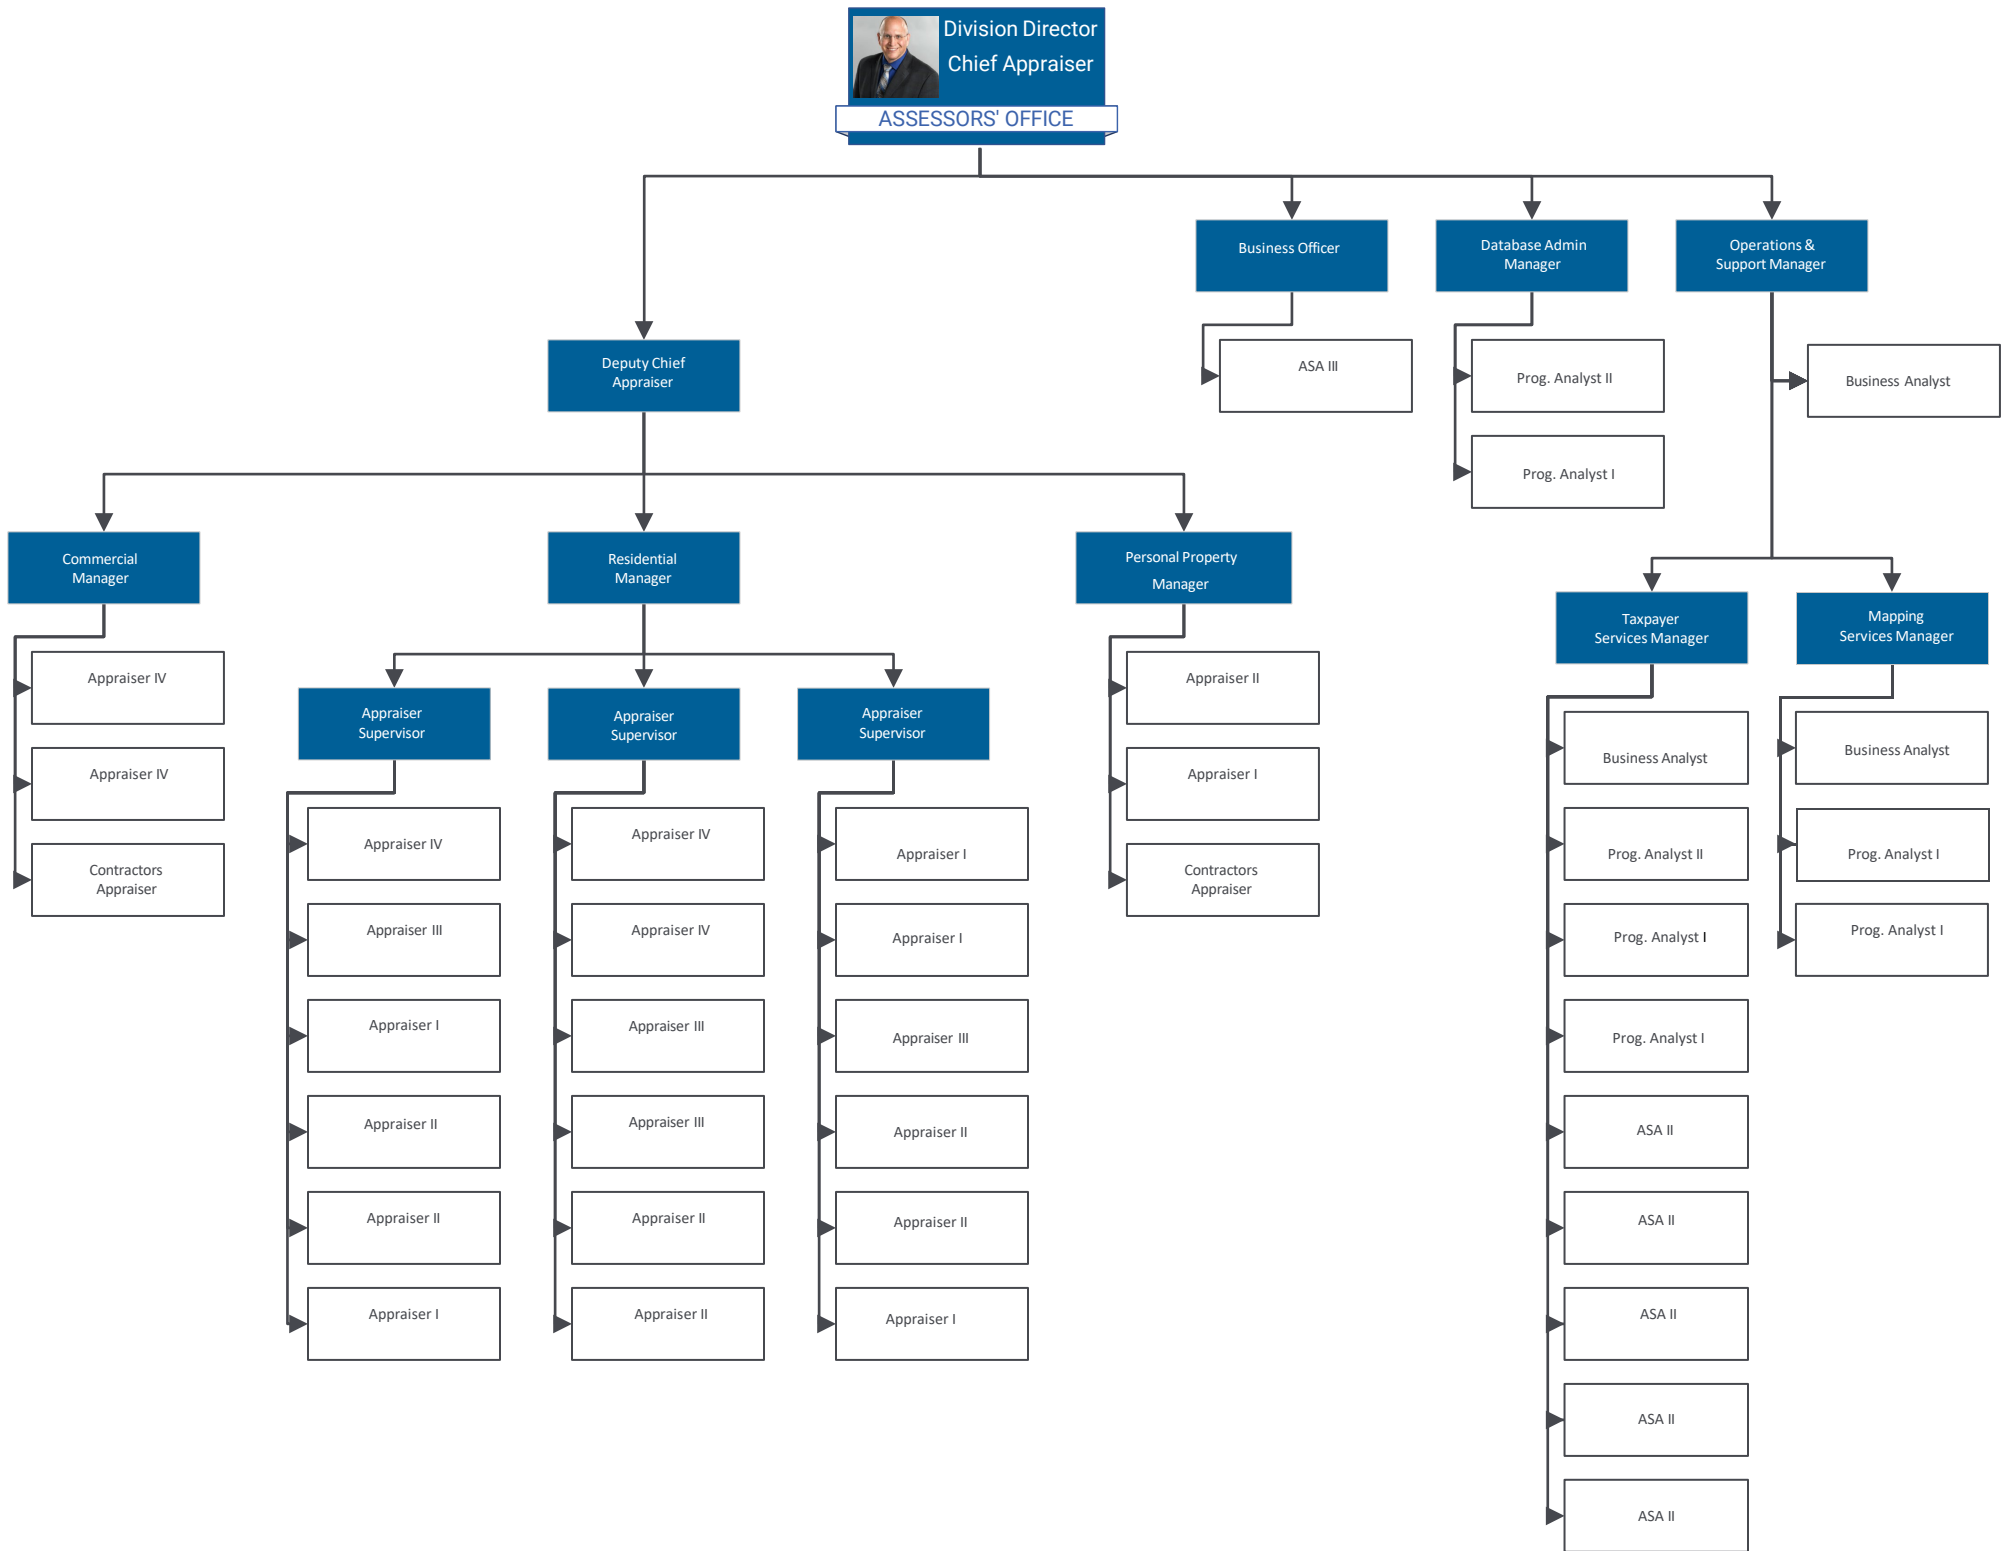 Division Director
Chief Appraiser
ASSESSORS' OFFICE
Business Officer
Database Admin
Manager
Operations &
Support Manager
Deputy Chief
Appraiser
ASA III
Prog. Analyst II
Prog. Analyst I
Business Analyst
Commercial
Manager
Residential
Manager
Personal Property
Manager
Taxpayer
Services Manager
Mapping
Services Manager
Appraiser IV
Appraiser IV
Contractors
Appraiser
Appraiser
Supervisor
Appraiser
Supervisor
Appraiser
Supervisor
Appraiser IV
Appraiser III
Appraiser I
Appraiser II
Appraiser II
Appraiser I
Appraiser IV
Appraiser IV
Appraiser III
Appraiser III
Appraiser II
Appraiser II
Appraiser I
Appraiser I
Appraiser III
Appraiser II
Appraiser II
Appraiser I
Appraiser II
Appraiser I
Contractors
Appraiser
Business Analyst
Prog. Analyst II
Prog. Analyst I
Prog. Analyst I
ASA II
ASA II
ASA II
ASA II
ASA II
Business Analyst
Prog. Analyst I
Prog. Analyst I